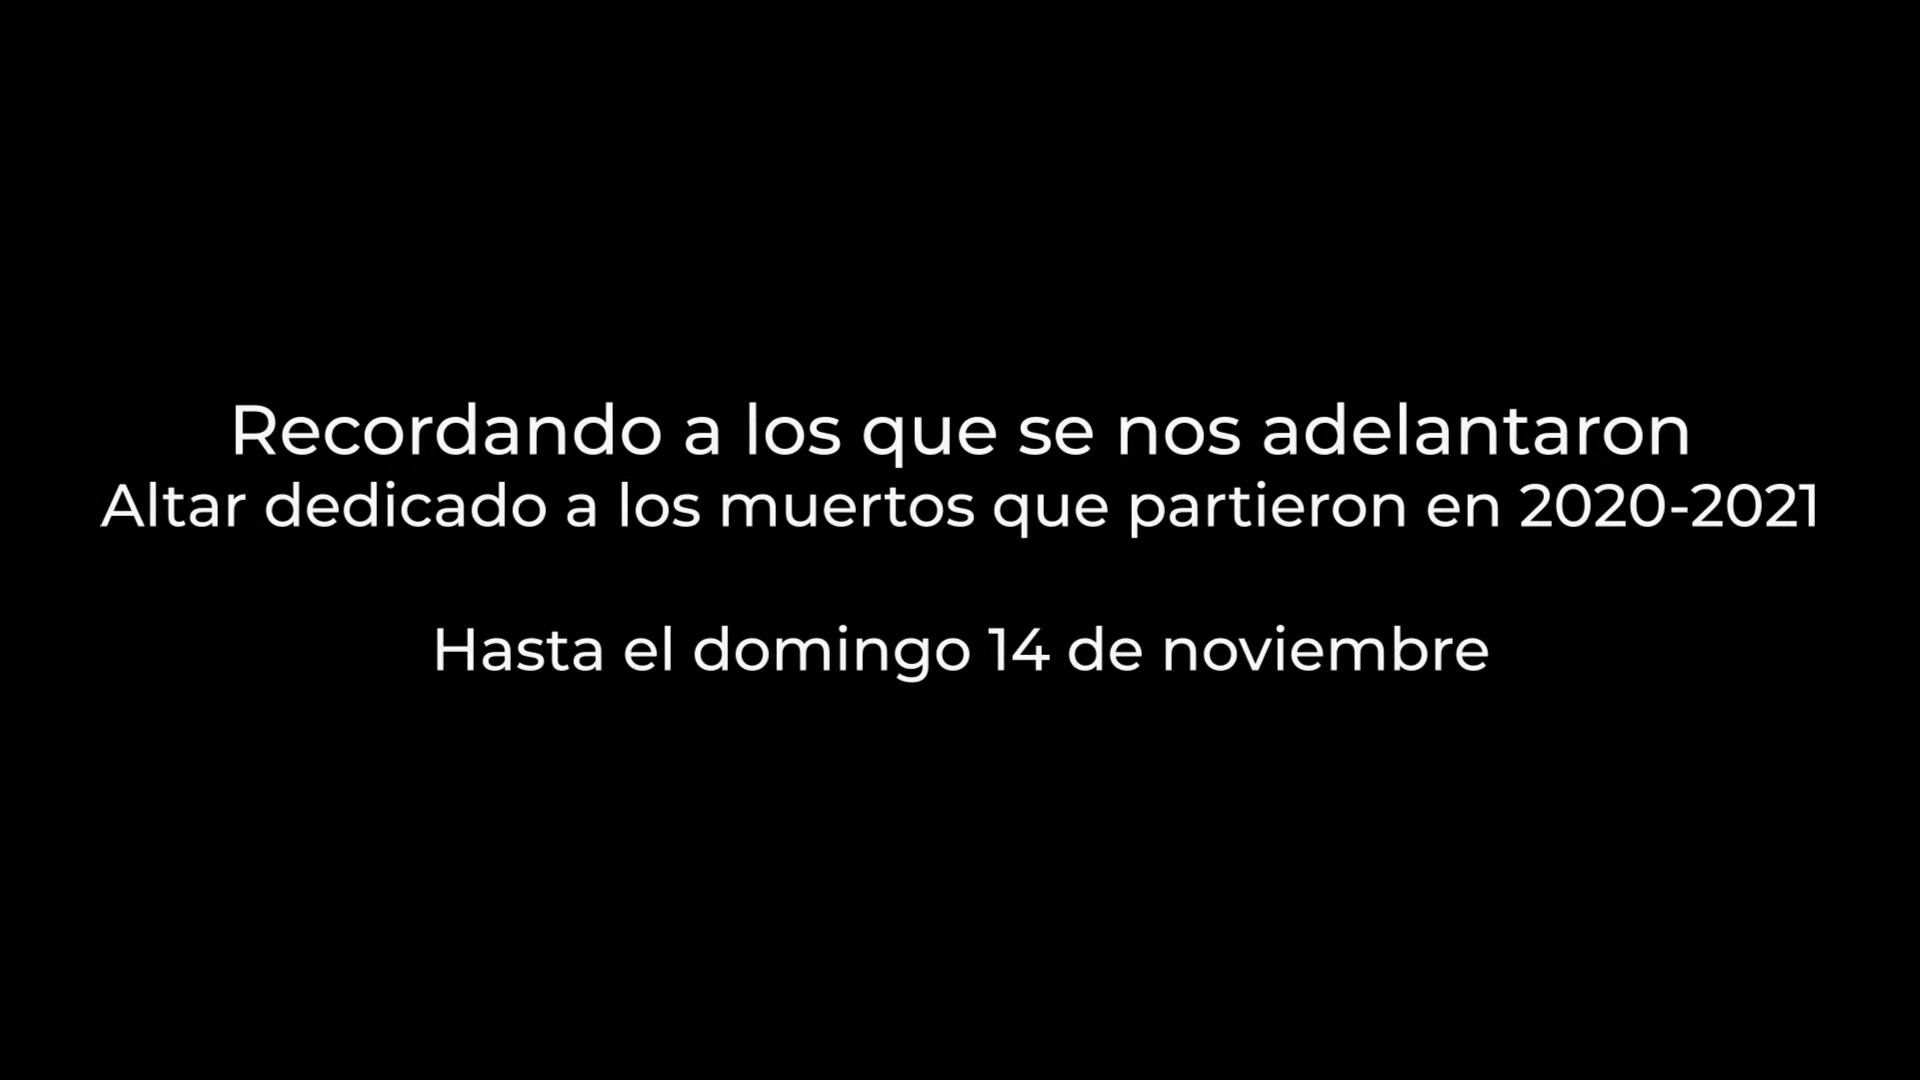 Recordando a los que se nos adelantaron
Altar dedicado a los muertos que partieron en 2020-2021
Hasta el domingo 14 de noviembre